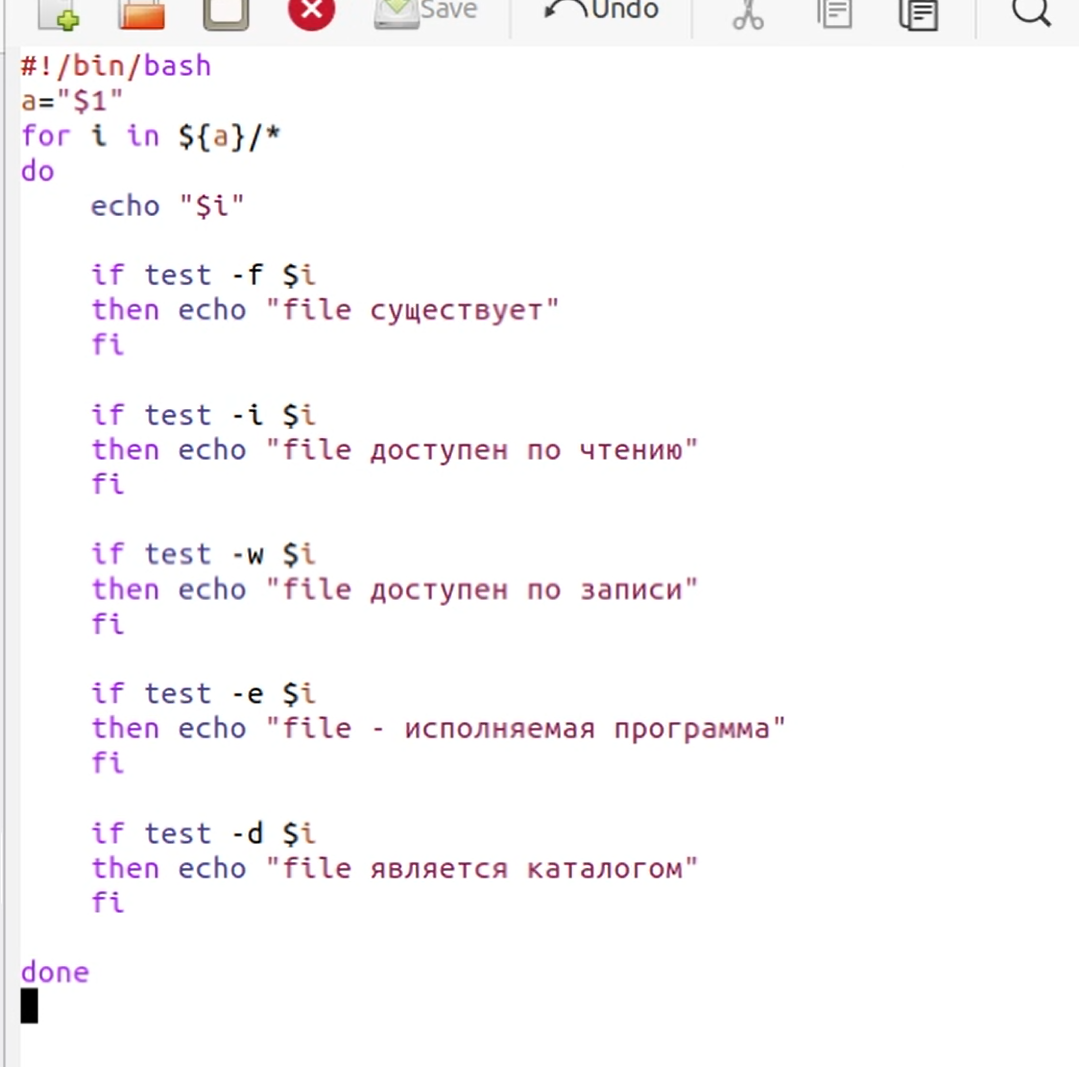 Save Undo
#!/bin/bash
a="$1"
for i in ${a}/*
do
    echo "$i"
    if test -f $i
    then echo "file существует"
    fi
    if test -i $i
    then echo "file доступен по чтению"
    fi
    if test -w $i
    then echo "file доступен по записи"
    fi
    if test -e $i
    then echo "file - исполняемая программа"
    fi
    if test -d $i
    then echo "file является каталогом"
    fi
done